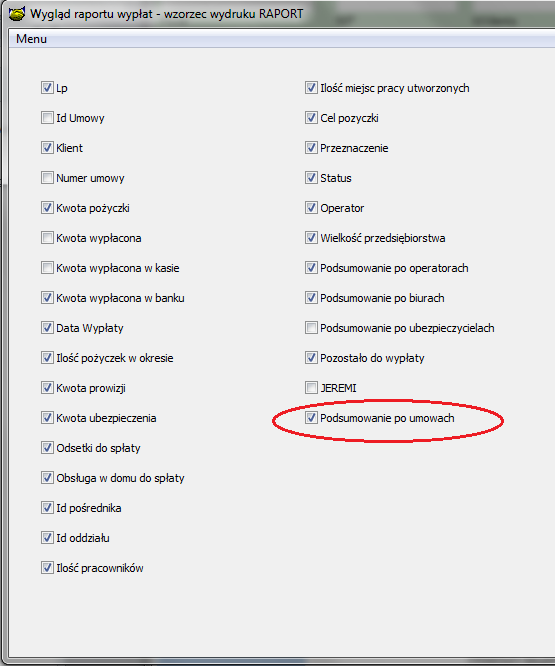 Wygląd raportu wypłat - wzorzec wydruku RAPORT
Menu
Lp
Id Umowy
Klient
Numer umowy
Kwota pożyczki
Kwota wypłacona
Kwota wypłacona w kasie
Kwota wypłacona w banku
Data Wypłaty
Ilość pożyczek w okresie
Kwota prowizji
Kwota ubezpieczenia
Odsetki do spłaty
Obsługa w domu do spłaty
Id pośrednika
Id oddziału
Ilość pracowników
Ilość miejsc pracy utworzonych
Cel pozyczki
Przeznaczenie
Status
Operator
Wielkość przedsiębiorstwa
Podsumowanie po operatorach
Podsumowanie po biurach
Podsumowanie po ubezpieczycielach
Pozostało do wypłaty
JEREMI
Podsumowanie po umowach